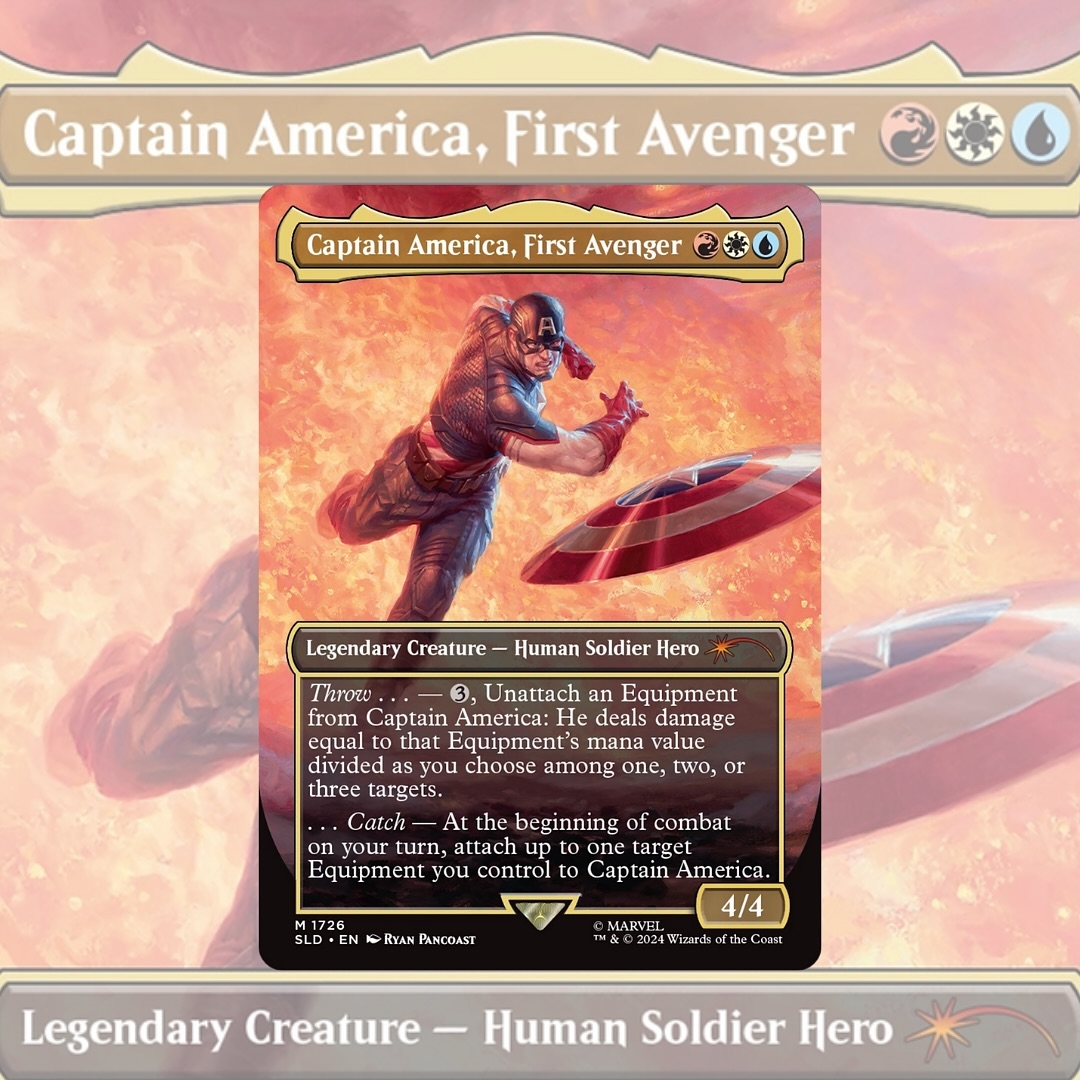 Captain America, First Avenger
Captain America, First Avenger
A
Legendary Creature — Human Soldier Hero
Throw . . . — 3, Unattach an Equipment
from Captain America: He deals damage
equal to that Equipment’s mana value
divided as you choose among one, two, or
three targets.
. . . Catch — At the beginning of combat
on your turn, attach up to one target
Equipment you control to Captain America.
4/4
M 1726
SLD • EN Ryan Pancoast
© MARVEL
™ & © 2024 Wizards of the Coast
Legendary Creature — Human Soldier Hero